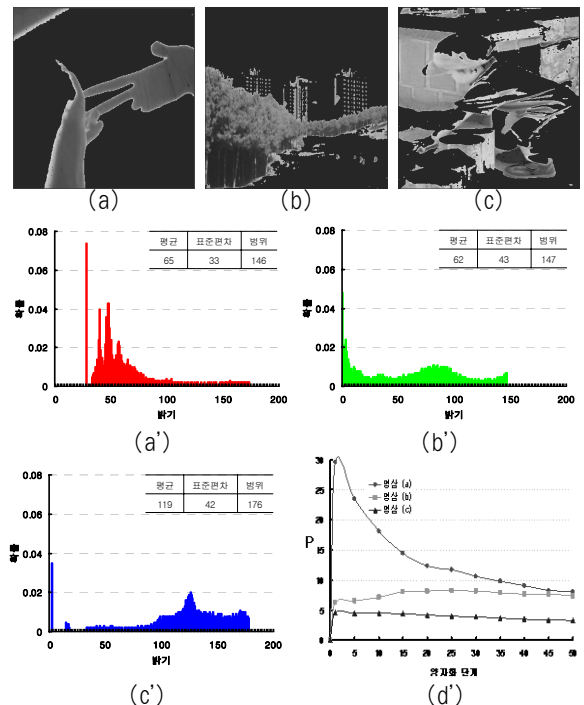 (a)
(b)
(c)
0.08
0.06
0.04
0.02
0
확률
평균 표준편차 범위
65 33 146
0 50 100 150 200
밝기
(a')
0.08
0.06
0.04
0.02
0
확률
평균 표준편차 범위
62 43 147
0 50 100 150 200
밝기
(b')
0.08
0.06
0.04
0.02
0
확률
평균 표준편차 범위
119 42 176
0 50 100 150 200
밝기
(c')
30
25
20
15
10
5
0
P
영상 (a)
영상 (b)
영상 (c)
0 5 10 15 20 25 30 35 40 45 50
양자화 단계
(d')